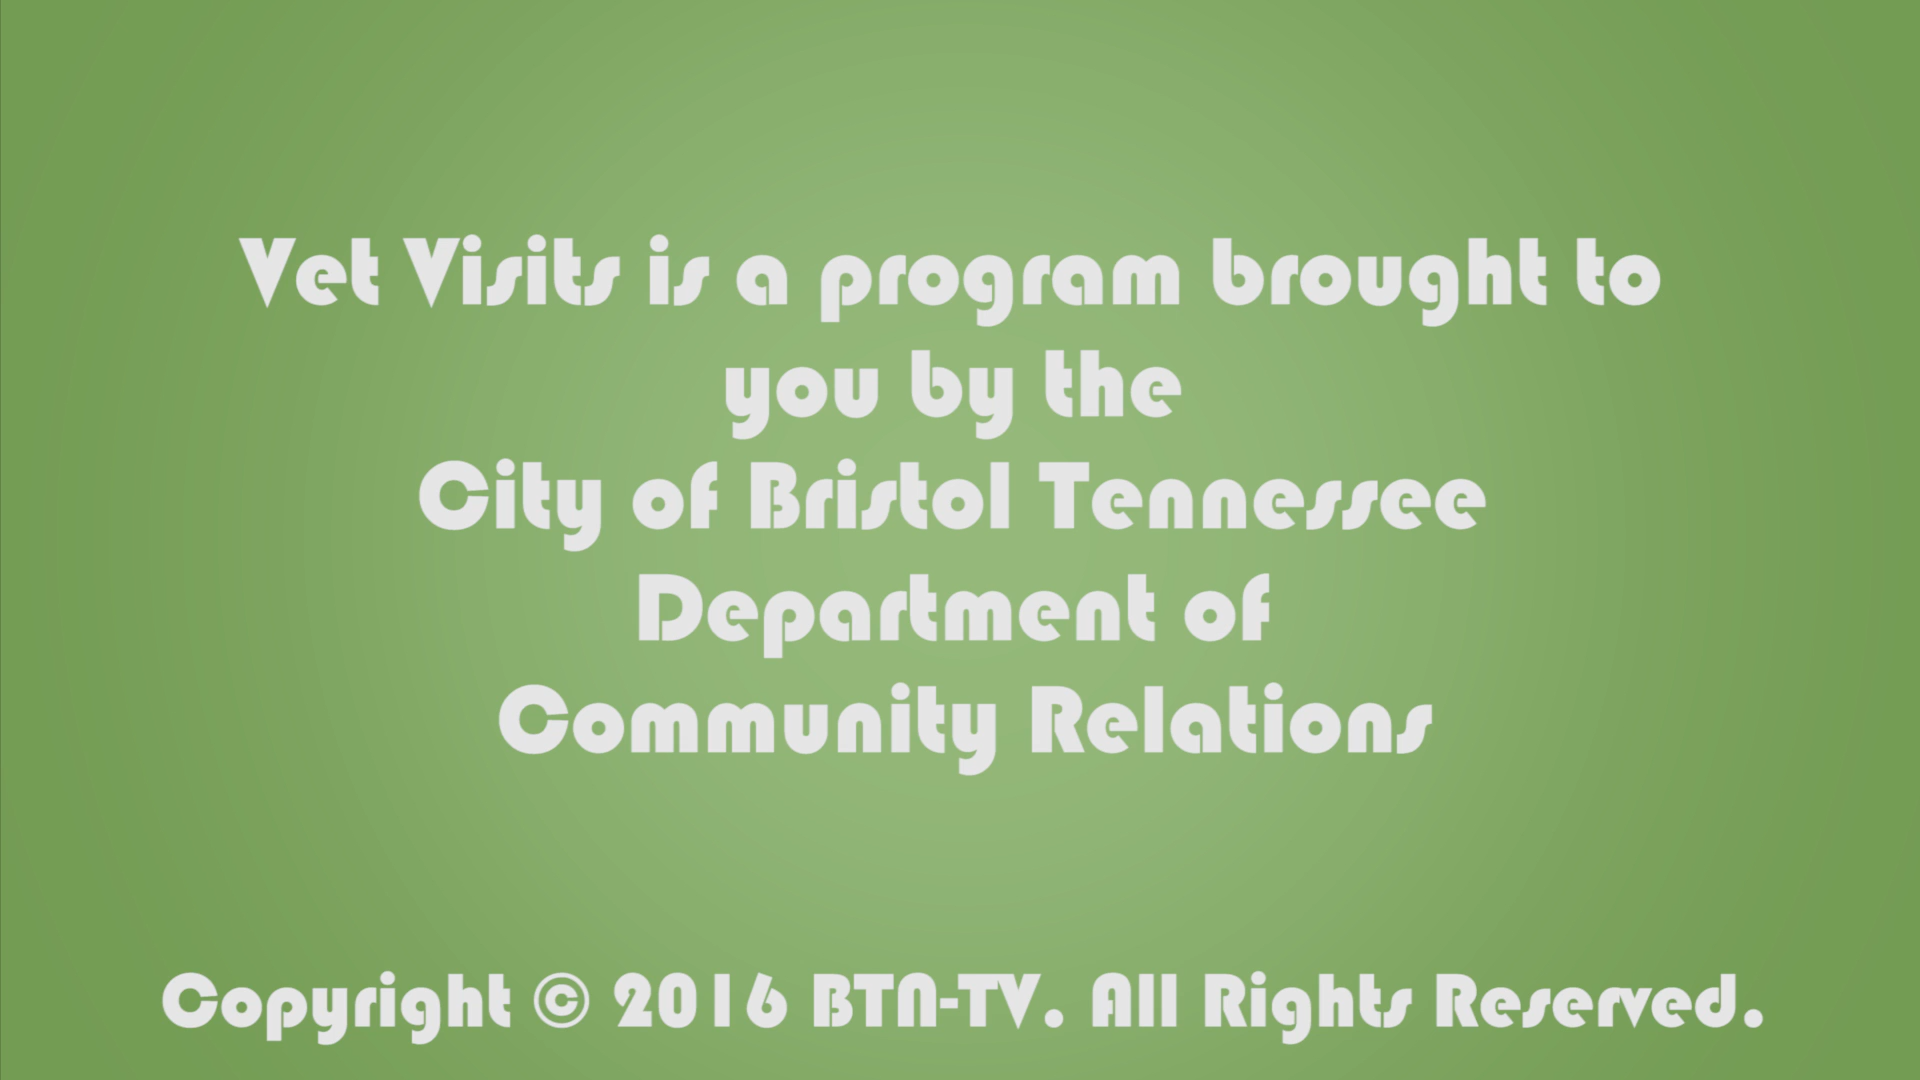 Vet Visits is a program brought to
you by the
City of Bristol Tennessee
Department of
Community Relations
Copyright © 2016 BTN-TV. All Rights Reserved.